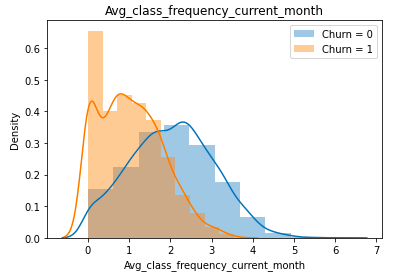 Avg_class_frequency_current_month
Churn = 0
Churn = 1
Density
0.6
0.5
0.4
0.3
0.2
0.1
0.0
0 1 2 3 4 5 6 7
Avg_class_frequency_current_month